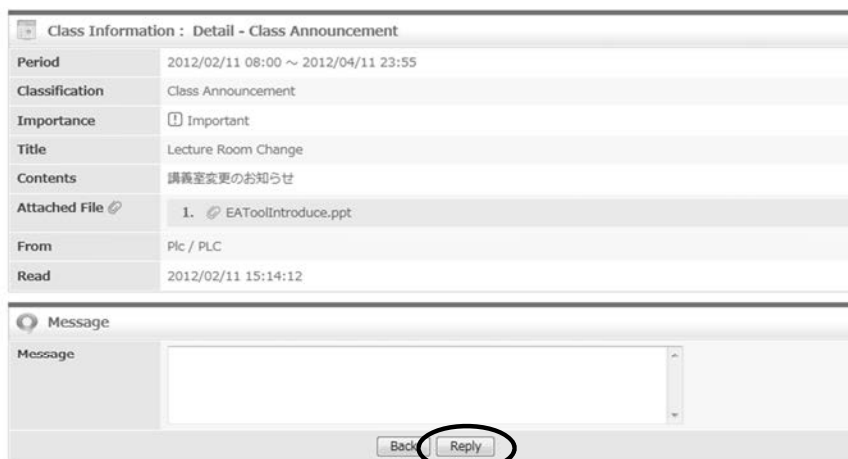 Class Information : Detail - Class Announcement
Period 2012/02/11 08:00 ～ 2012/04/11 23:55
Classification Class Announcement
Importance Important
Title Lecture Room Change
Contents 講義室変更のお知らせ
Attached File 1. EAToolIntroduce.ppt
From Plc / PLC
Read 2012/02/11 15:14:12
Message
Message
Back Reply